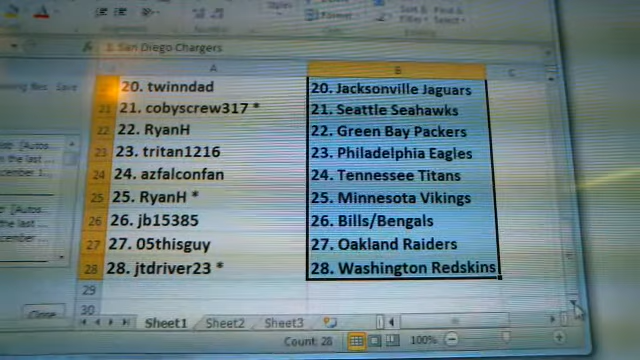 1. San Diego Chargers
A B C
20. twinndad 20. Jacksonville Jaguars
21 21. cobyscrew317 * 21. Seattle Seahawks
22 22. RyanH 22. Green Bay Packers
23 23. tritan1216 23. Philadelphia Eagles
24 24. azfalconfan 24. Tennessee Titans
25 25. RyanH * 25. Minnesota Vikings
26 26. jb15385 26. Bills/Bengals
27 27. 05thisguy 27. Oakland Raiders
28 28. jtdriver23 * 28. Washington Redskins
29
30
Close
Sheet1 Sheet2 Sheet3
Count: 28 100%